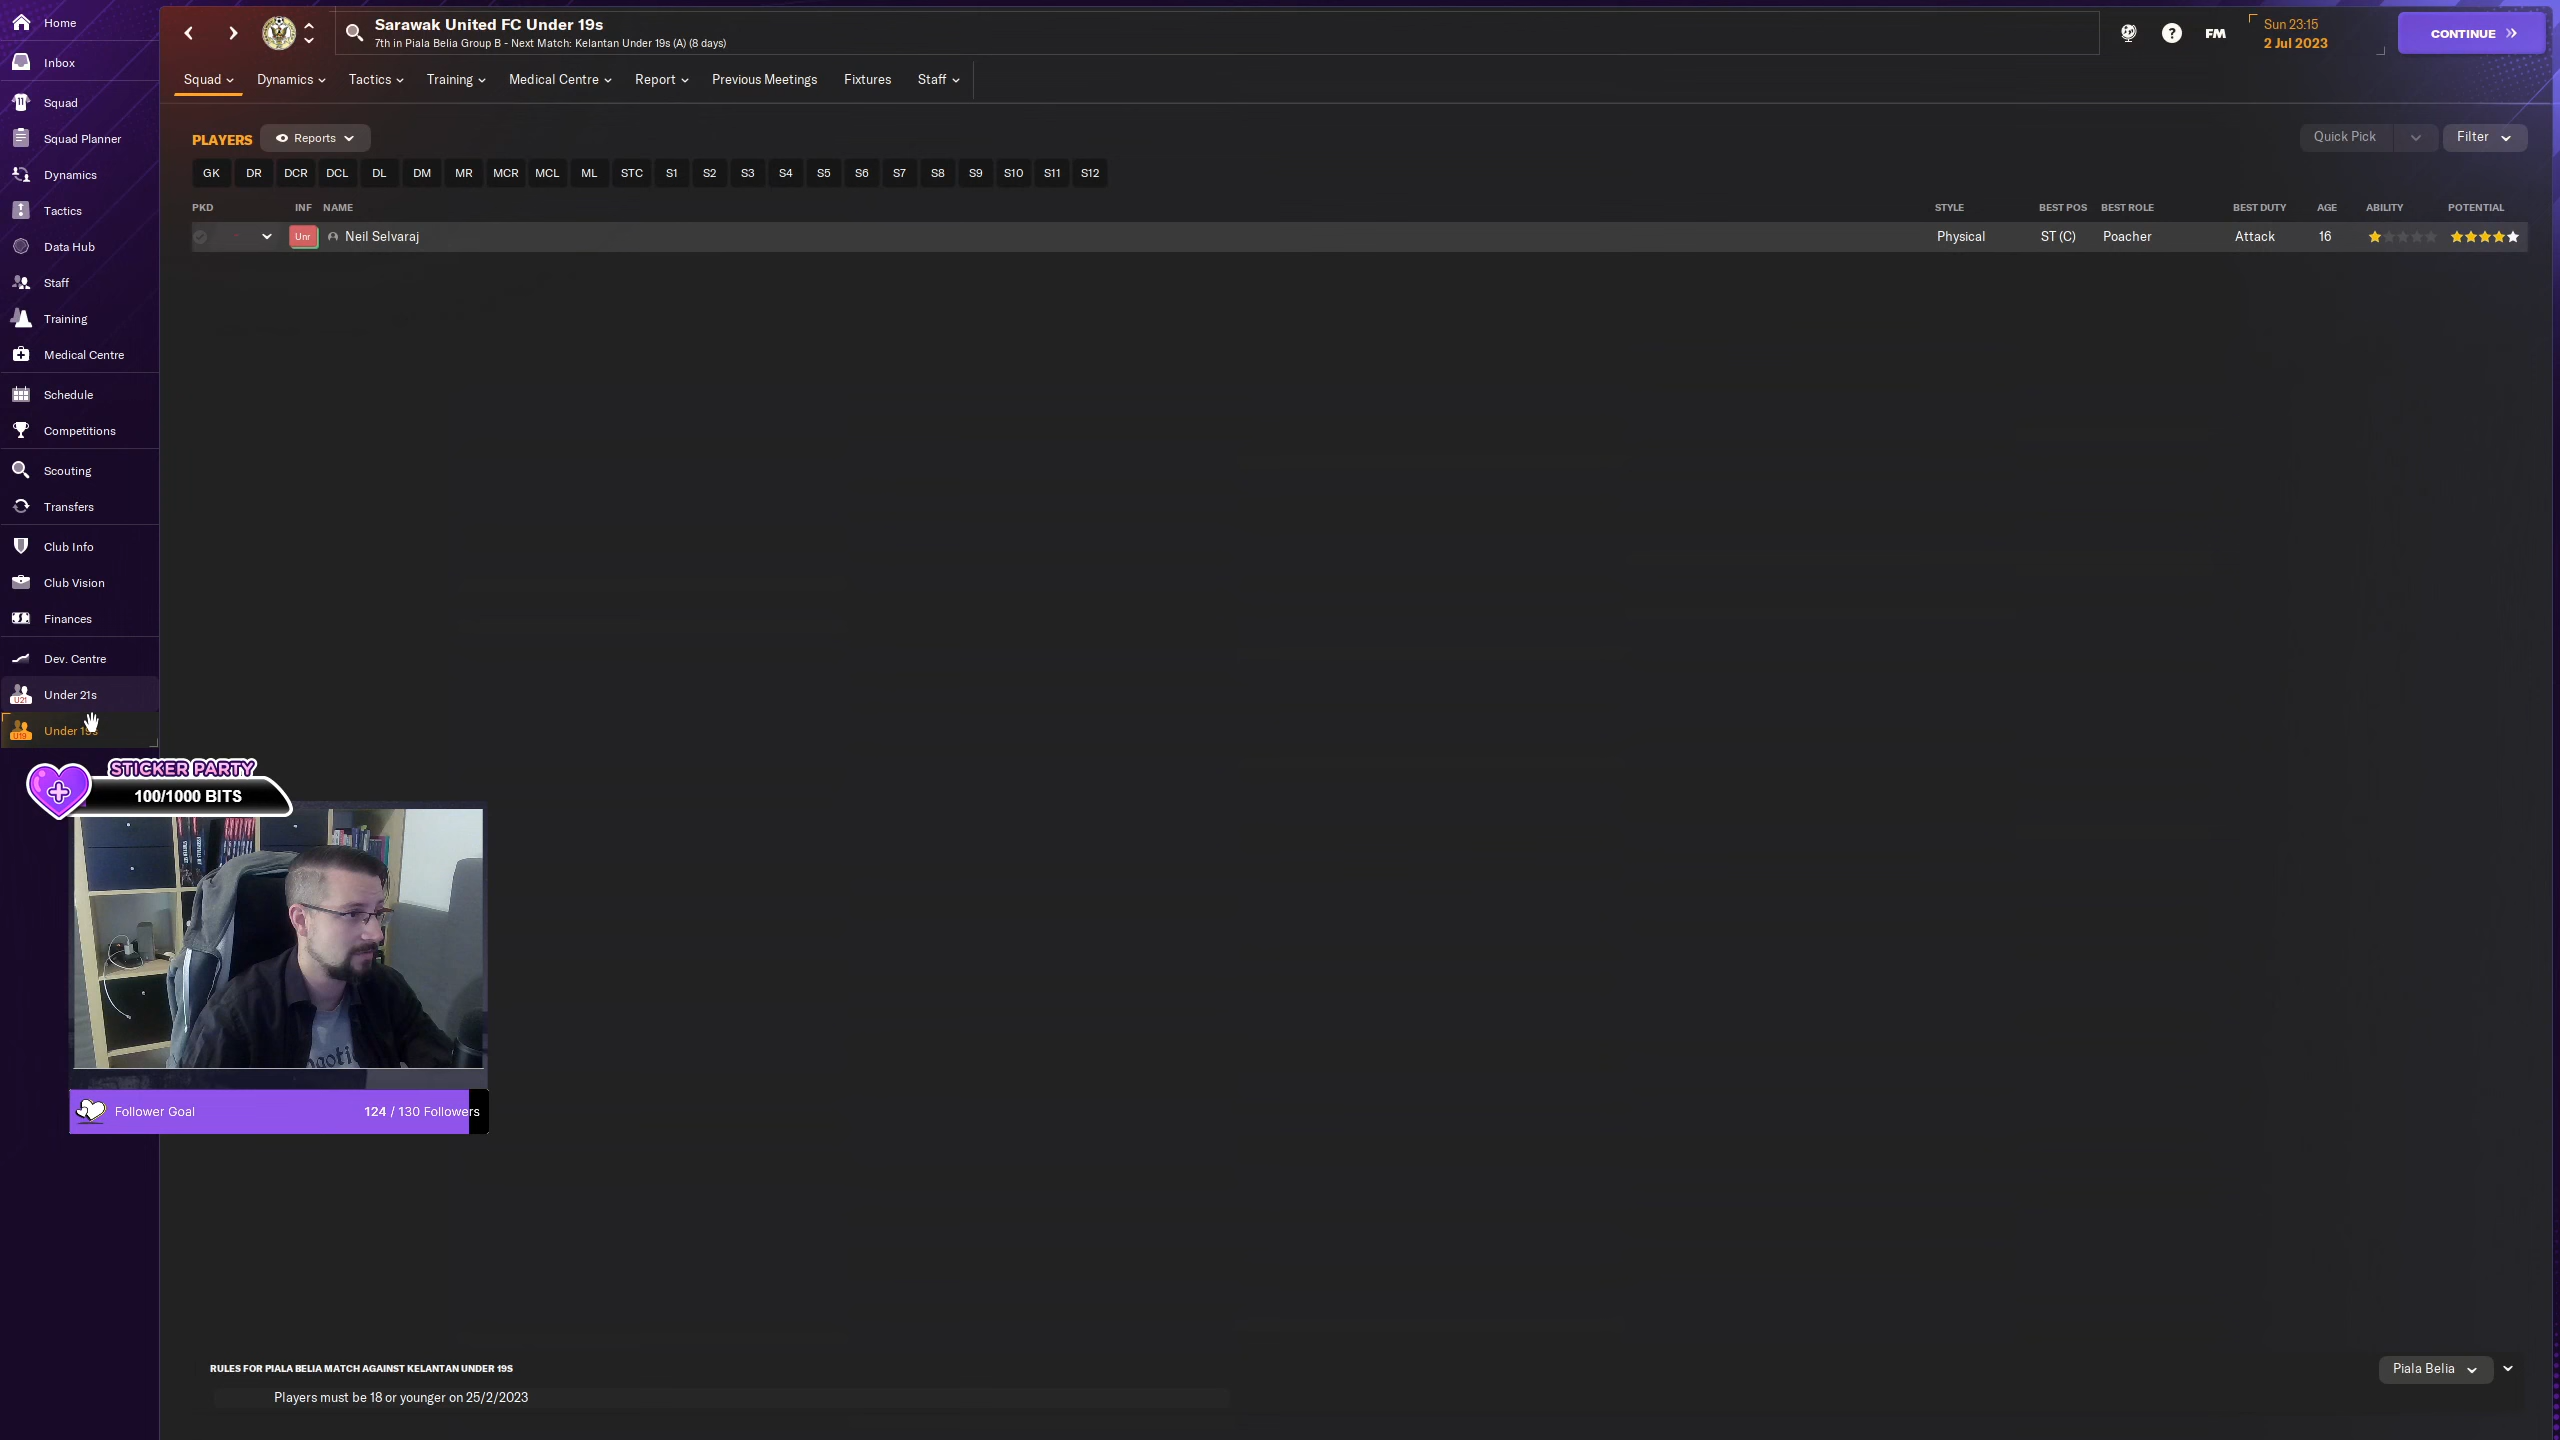 Home
Inbox
Squad
Squad Planner
Dynamics
Tactics
Data Hub
Staff
Training
Medical Centre
Schedule
Competitions
Scouting
Transfers
Club Info
Club Vision
Finances
Dev. Centre
U21 Under 21s
U19 Under
Sarawak United FC Under 19s
7th in Piala Belia Group B - Next Match: Kelantan Under 19s (A) (8 days)
FM
Sun 23:15
2 Jul 2023
CONTINUE
Squad Dynamics Tactics Training Medical Centre Report Previous Meetings Fixtures Staff
PLAYERS Reports
Quick Pick Filter
GK DR DCR DCL DL DM MR MCR MCL ML STC S1 S2 S3 S4 S5 S6 S7 S8 S9 S10 S11 S12
PKD INF NAME STYLE BEST POS BEST ROLE BEST DUTY AGE ABILITY POTENTIAL
Unr Neil Selvaraj Physical ST (C) Poacher Attack 16
STICKER PARTY
100/1000 BITS
Follower Goal 124 / 130 Followers
RULES FOR PIALA BELIA MATCH AGAINST KELANTAN UNDER 19S
Piala Belia
Players must be 18 or younger on 25/2/2023